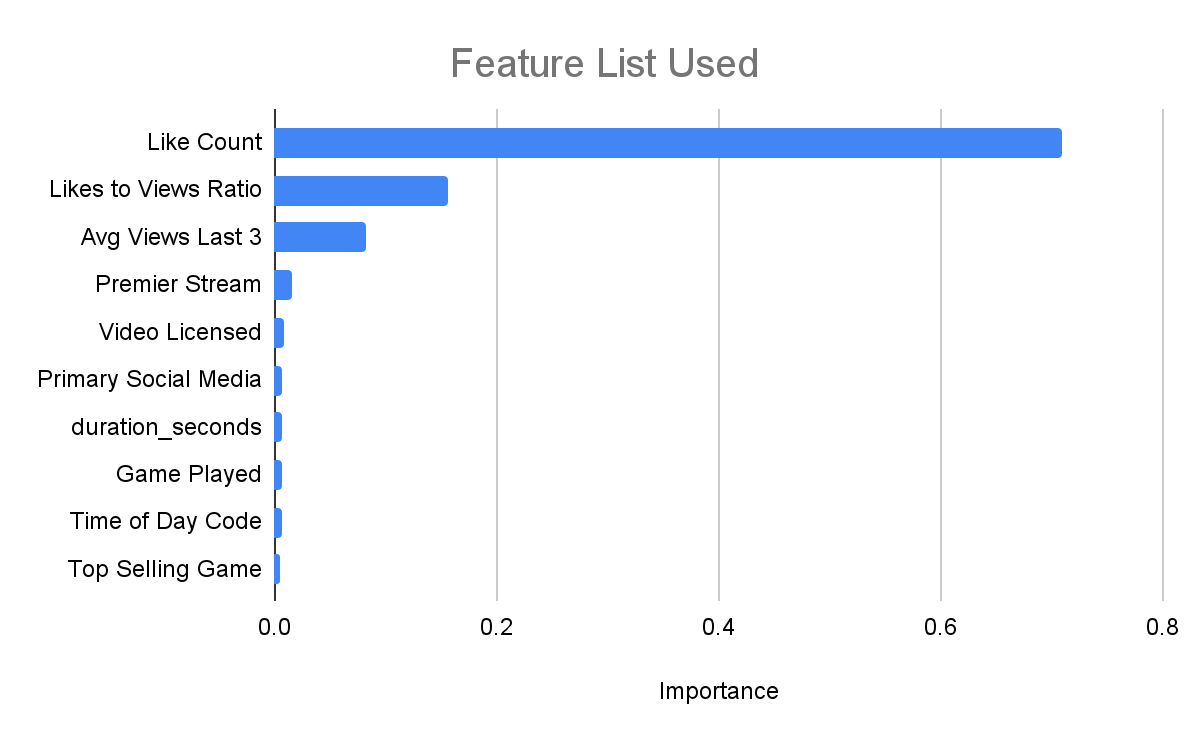 Feature List Used
Like Count
Likes to Views Ratio
Avg Views Last 3
Premier Stream
Video Licensed
Primary Social Media
duration_seconds
Game Played
Time of Day Code
Top Selling Game
0.0 0.2 0.4 0.6 0.8
Importance